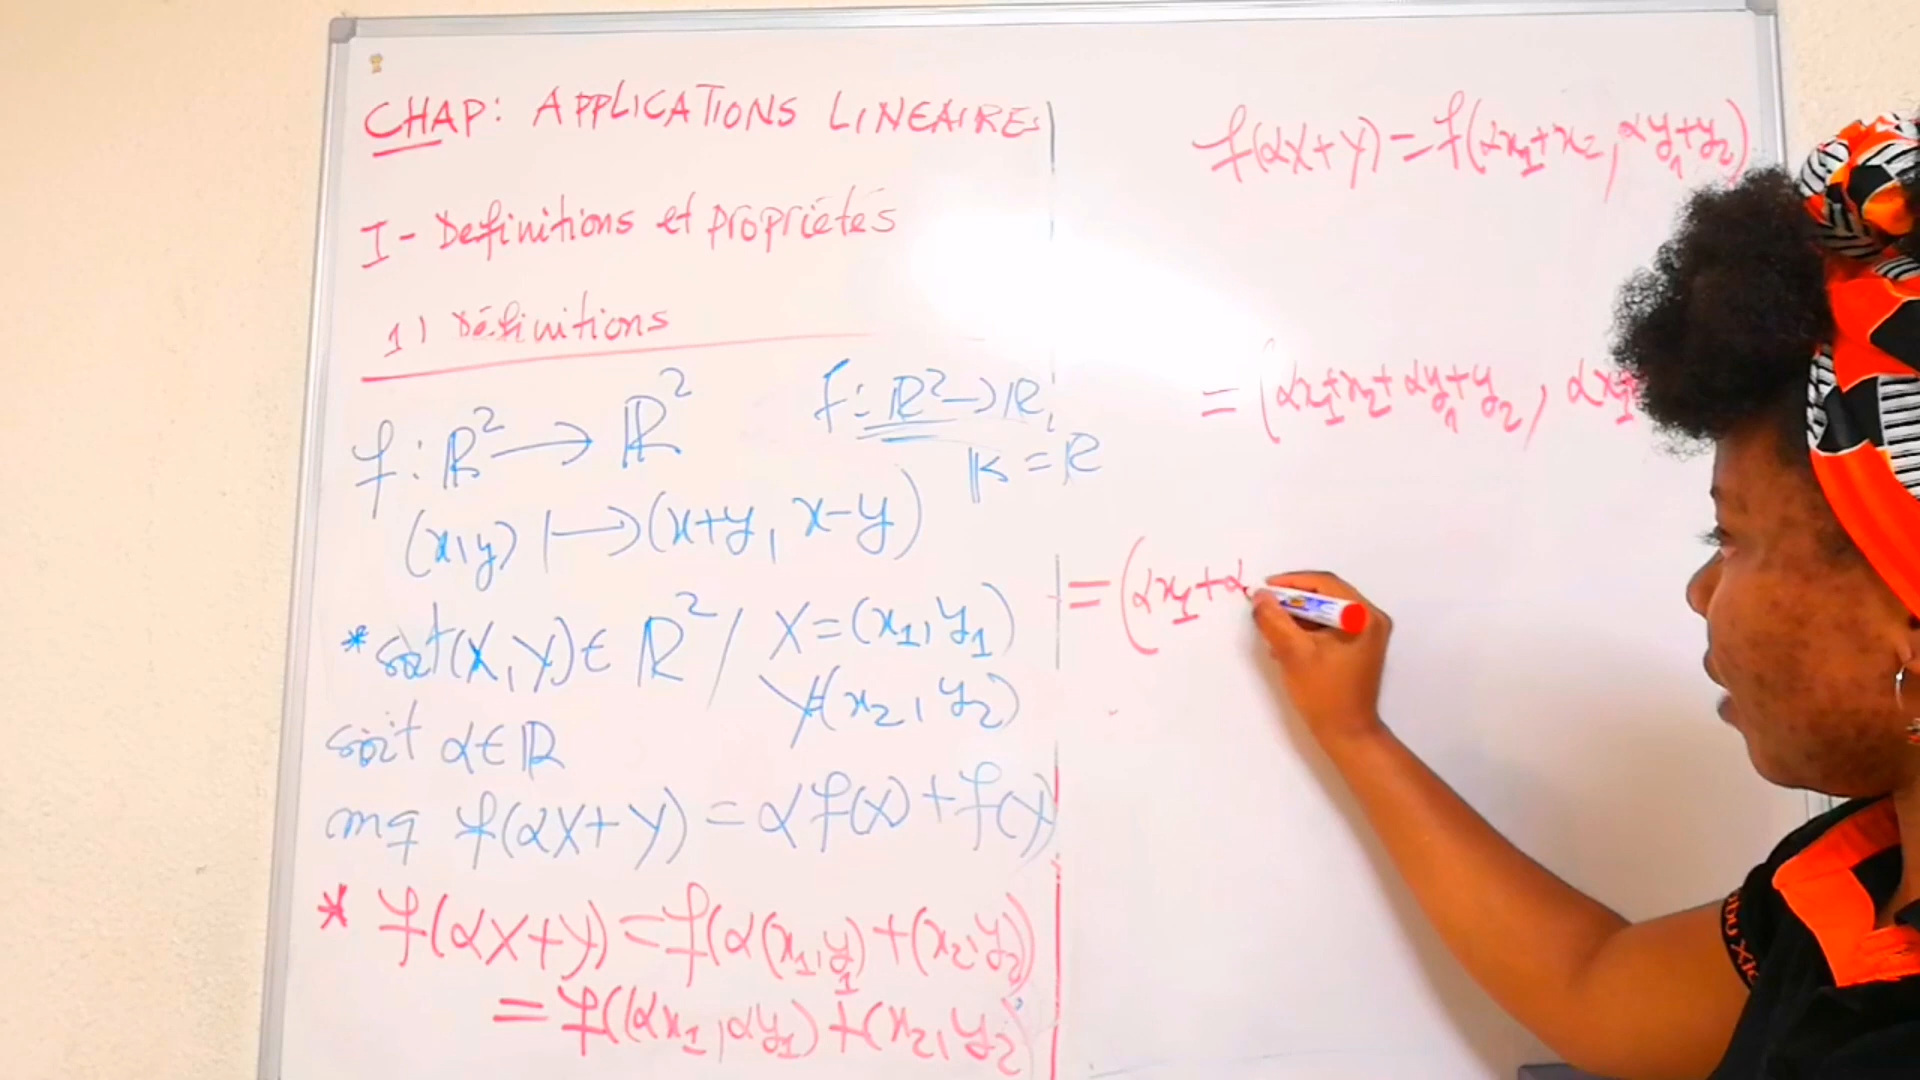 CHAP: APPLICATIONS LINEAIRES
I - Definitions et propriétés
1) Définitions
f: ℝ² → ℝ²
F: ℝ² → ℝ,
𝕂 = ℝ
(x,y) ↦ (x+y, x-y)
* soit (X,Y) ∈ ℝ² / X = (x₁, y₁)
Y = (x₂, y₂)
soit α ∈ ℝ
mq f(αX+Y) = αf(X) + f(Y)
* f(αX+Y) = f(α(x₁,y₁) + (x₂,y₂))
= f((αx₁,αy₁) + (x₂,y₂)
f(αX+Y) = f(αx₁+x₂, αy₁+y₂)
= (αx₁+x₂+αy₁+y₂, αx₁+
= (αx₁+α